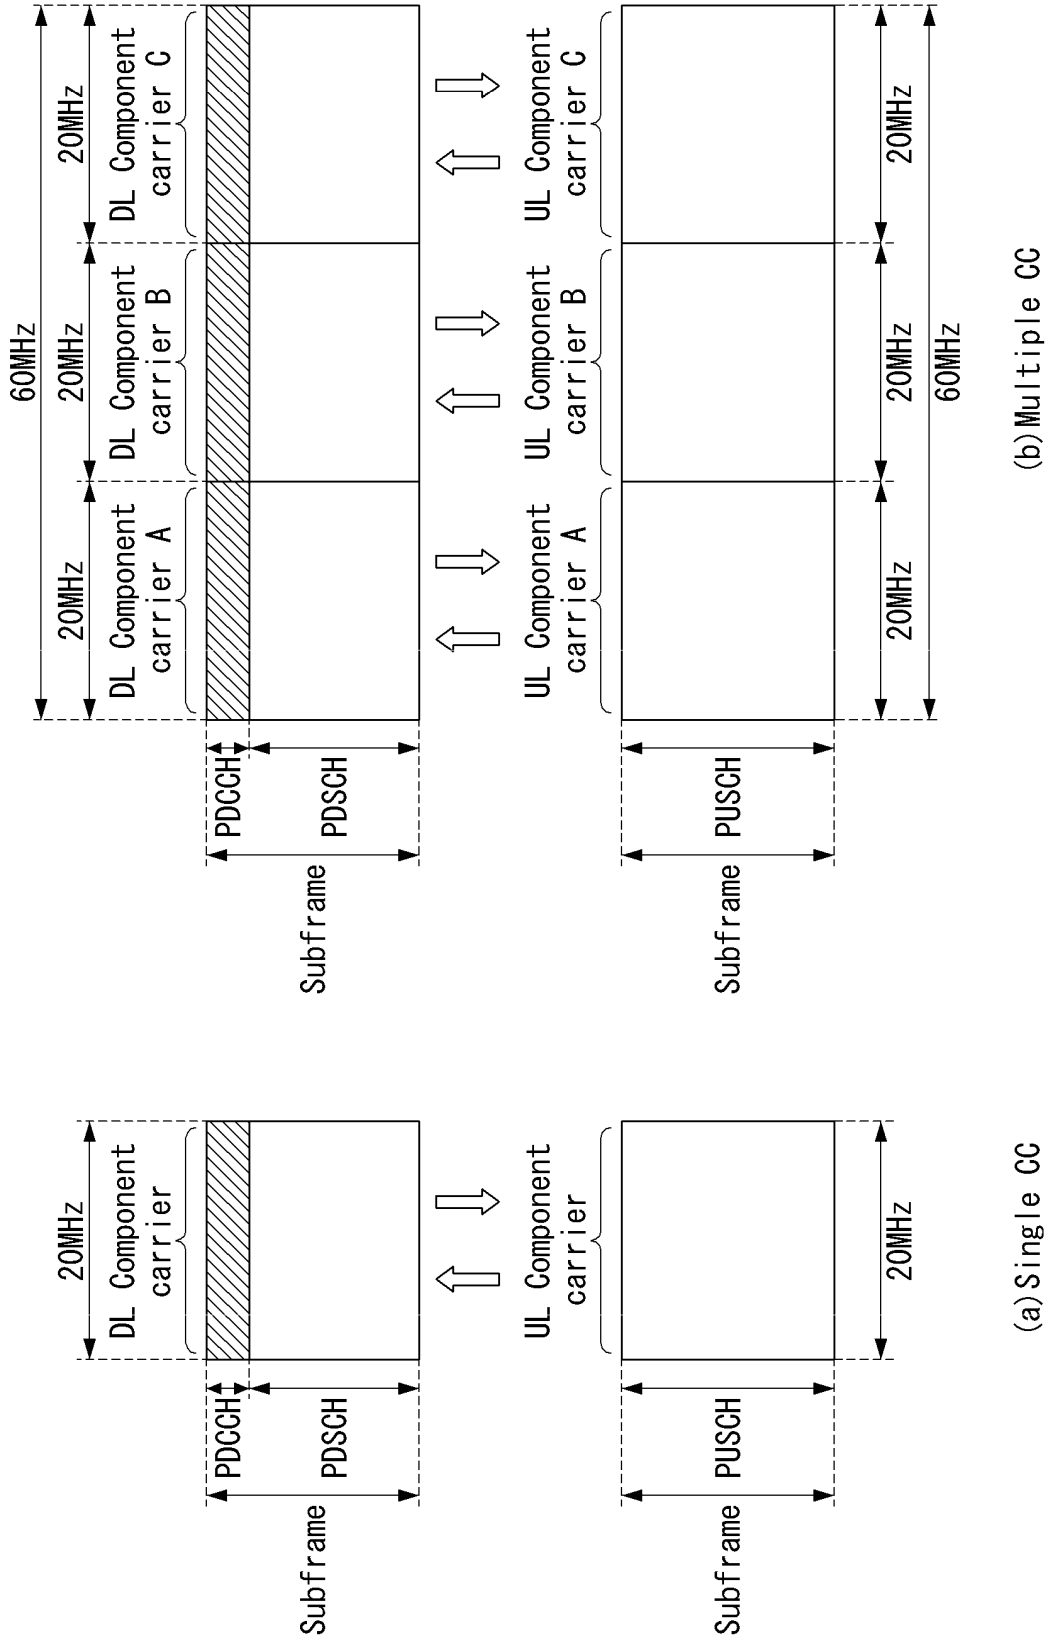 20MHz
DL Component
carrier
PDCCH
PDSCH
Subframe
UL Component
carrier
PUSCH
Subframe
20MHz
(a)Single CC
60MHz
20MHz
20MHz
20MHz
DL Component
carrier A
DL Component
carrier B
DL Component
carrier C
PDCCH
PDSCH
Subframe
UL Component
carrier A
UL Component
carrier B
UL Component
carrier C
PUSCH
Subframe
20MHz
20MHz
20MHz
60MHz
(b)Multiple CC